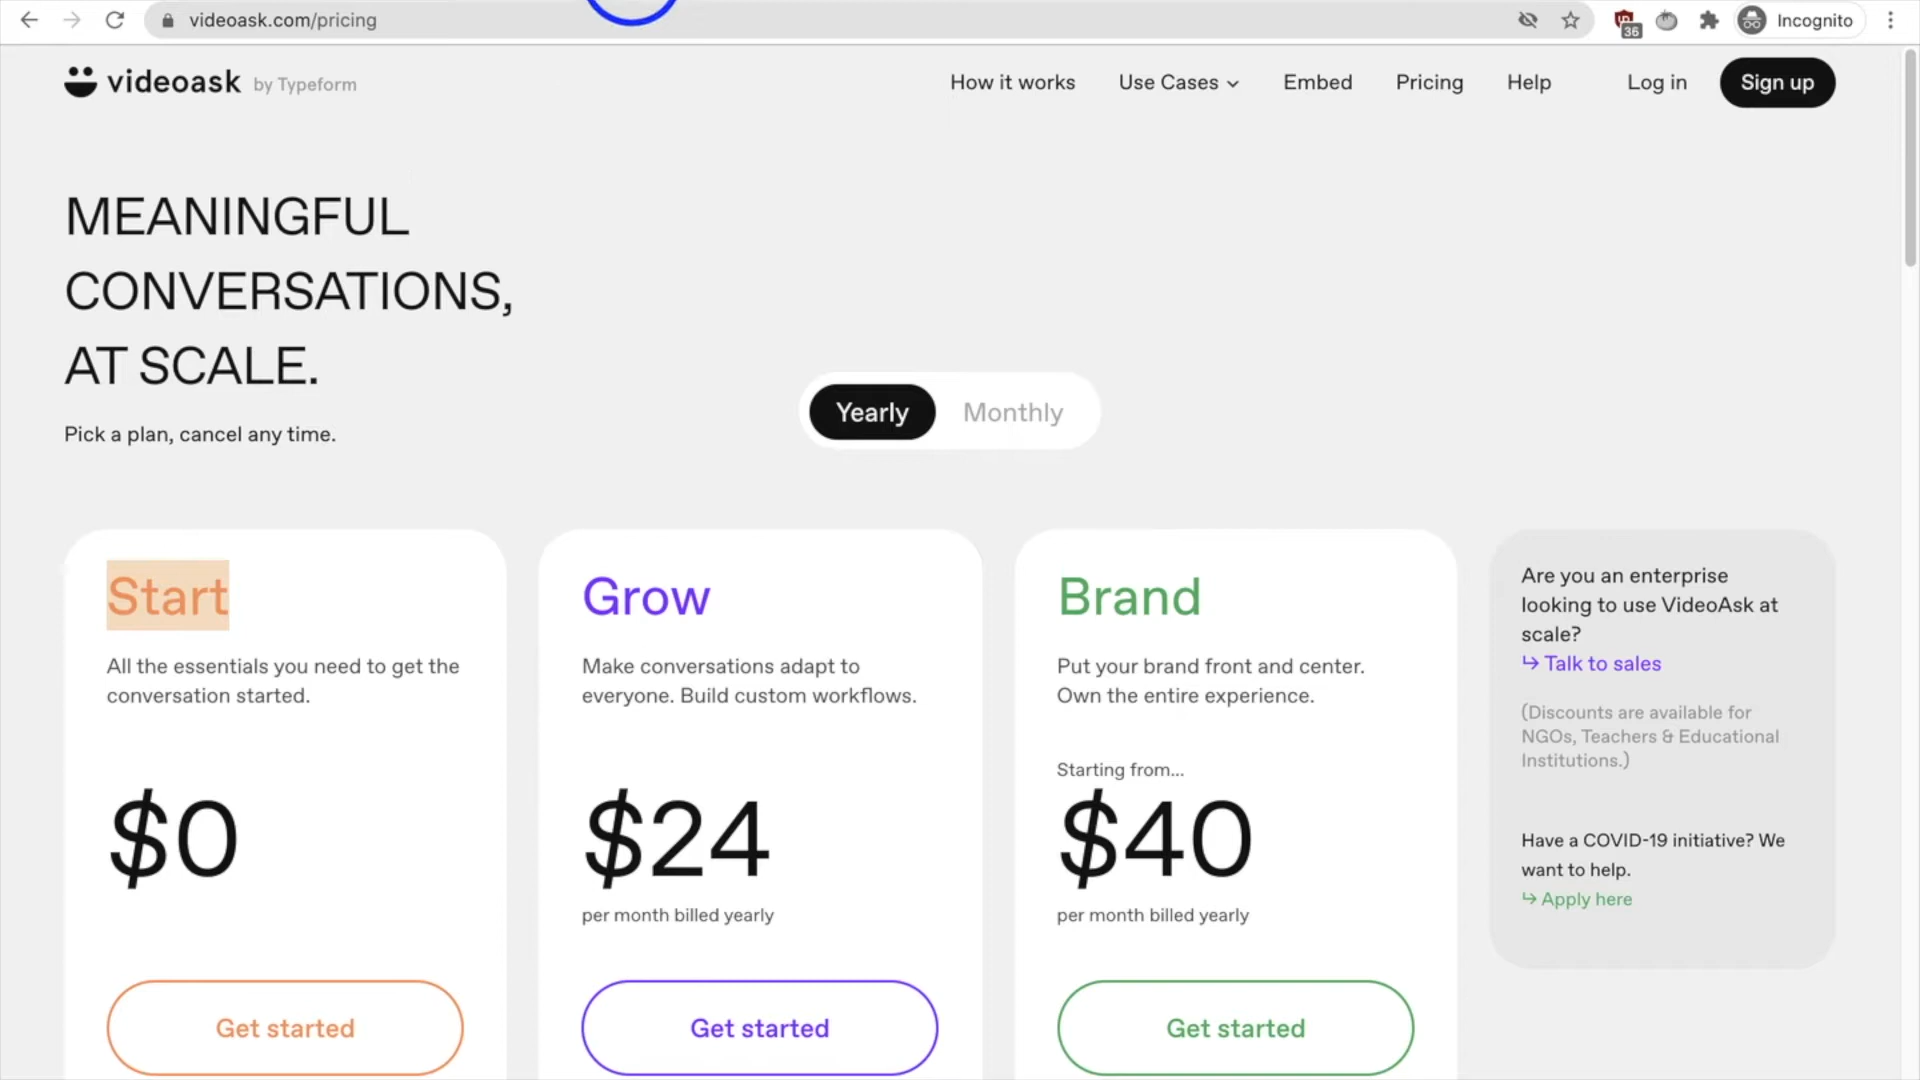 videoask.com/pricing
36
Incognito
videoask by Typeform
How it works
Use Cases
Embed
Pricing
Help
Log in
Sign up
MEANINGFUL
CONVERSATIONS,
AT SCALE.
Pick a plan, cancel any time.
Yearly
Monthly
Start
All the essentials you need to get the
conversation started.
$0
Get started
Grow
Make conversations adapt to
everyone. Build custom workflows.
$24
per month billed yearly
Get started
Brand
Put your brand front and center.
Own the entire experience.
Starting from...
$40
per month billed yearly
Get started
Are you an enterprise
looking to use VideoAsk at
scale?
↳ Talk to sales
(Discounts are available for
NGOs, Teachers & Educational
Institutions.)
Have a COVID-19 initiative? We
want to help.
↳ Apply here